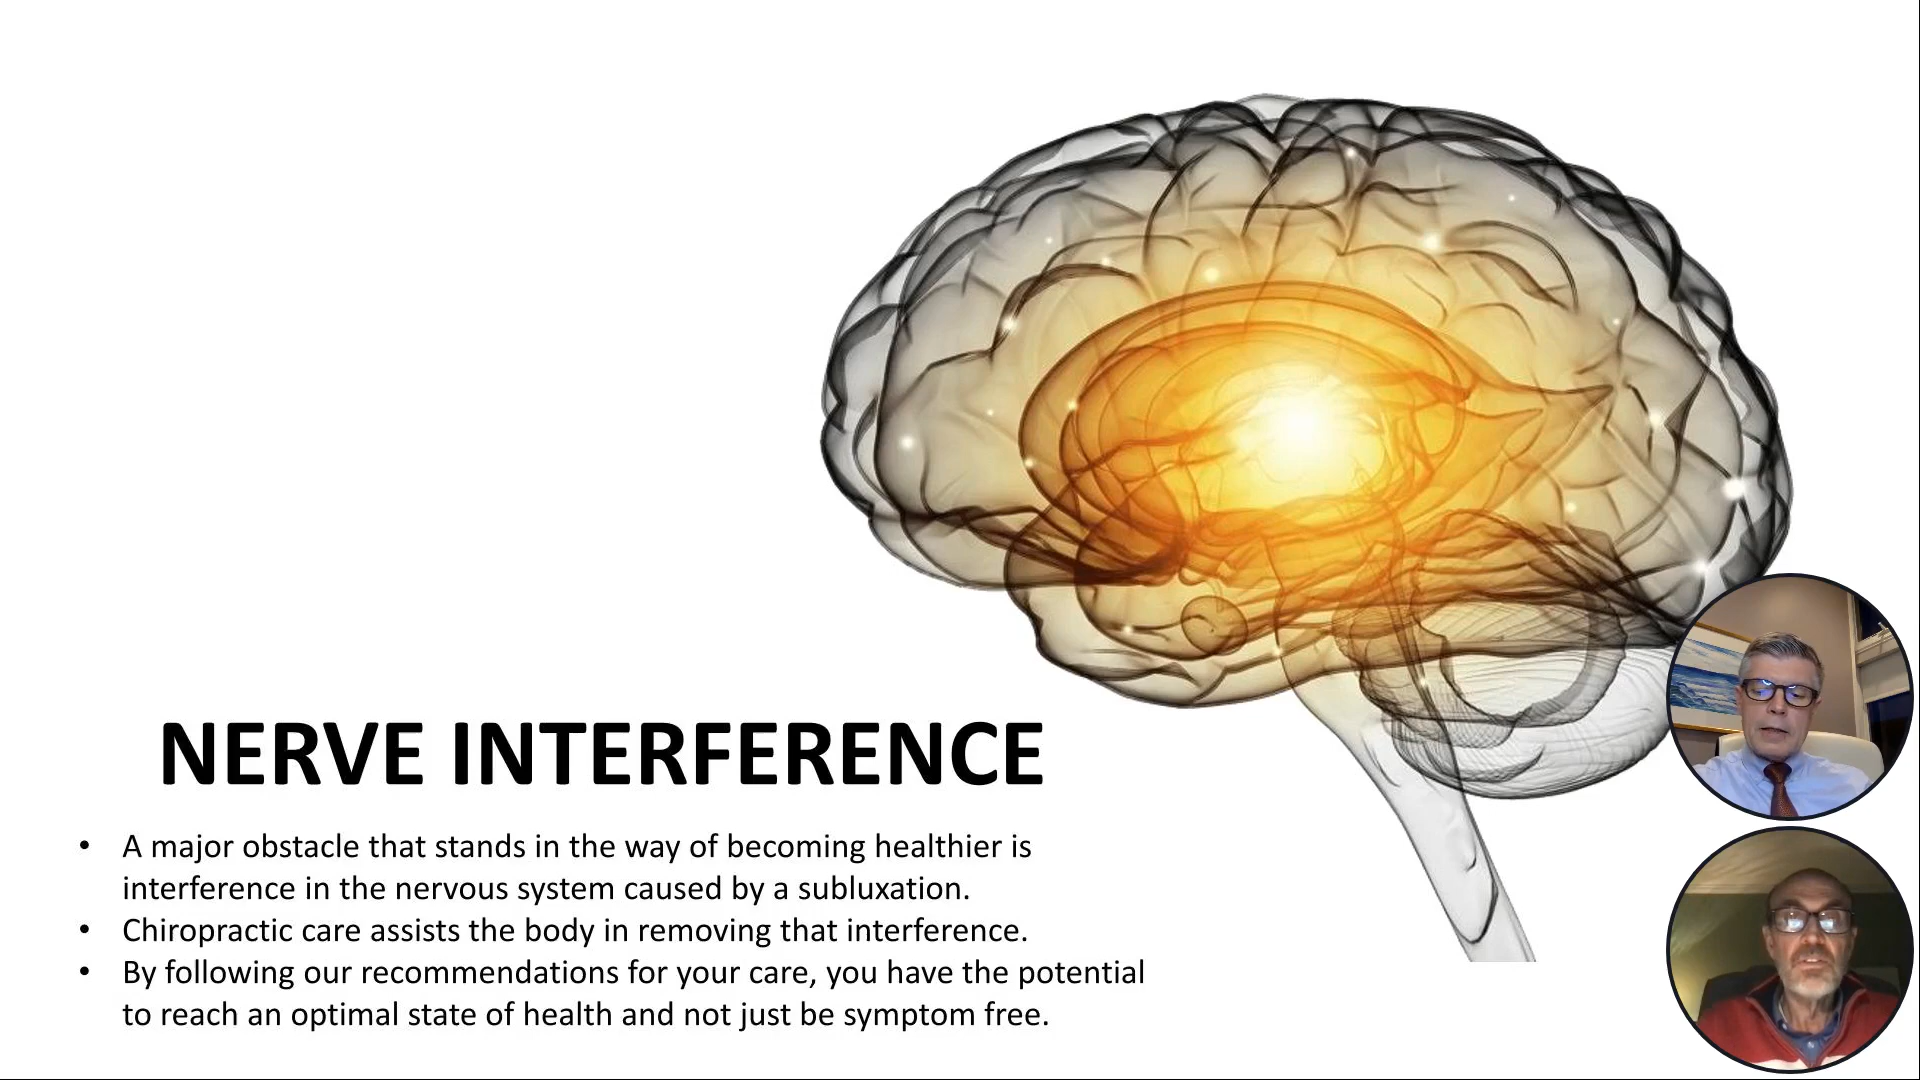 NERVE INTERFERENCE
• A major obstacle that stands in the way of becoming healthier is
interference in the nervous system caused by a subluxation.
• Chiropractic care assists the body in removing that interference.
• By following our recommendations for your care, you have the potential
to reach an optimal state of health and not just be symptom free.